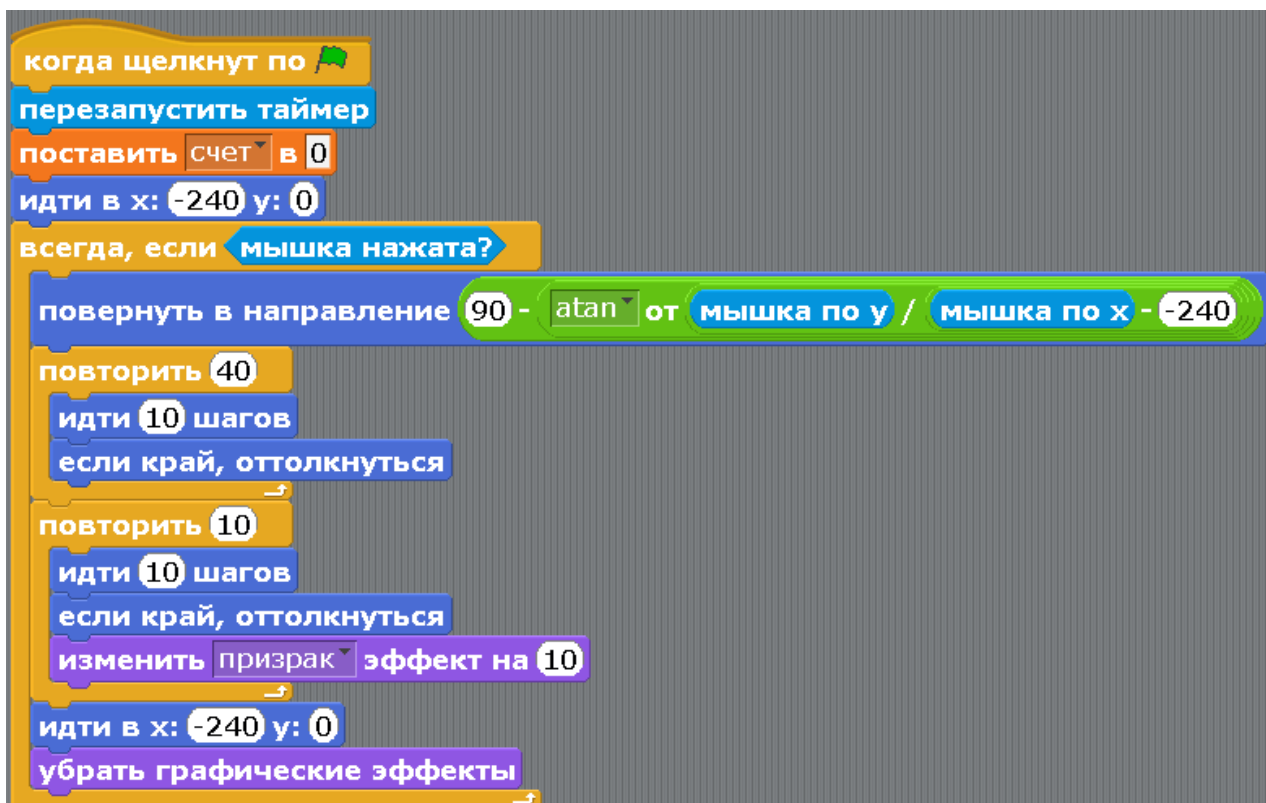 когда щелкнут по
перезапустить таймер
поставить счет в 0
идти в x: -240 y: 0
всегда, если мышка нажата?
повернуть в направление 90 - atan от мышка по y / мышка по x - -240
повторить 40
идти 10 шагов
если край, оттолкнуться
повторить 10
идти 10 шагов
если край, оттолкнуться
изменить призрак эффект на 10
идти в x: -240 y: 0
убрать графические эффекты